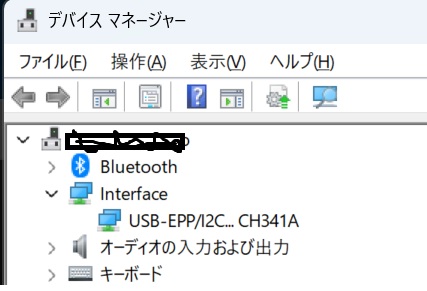 デバイス マネージャー
ファイル(F) 操作(A) 表示(V) ヘルプ(H)
Bluetooth
Interface
USB-EPP/I2C... CH341A
オーディオの入力および出力
キーボード